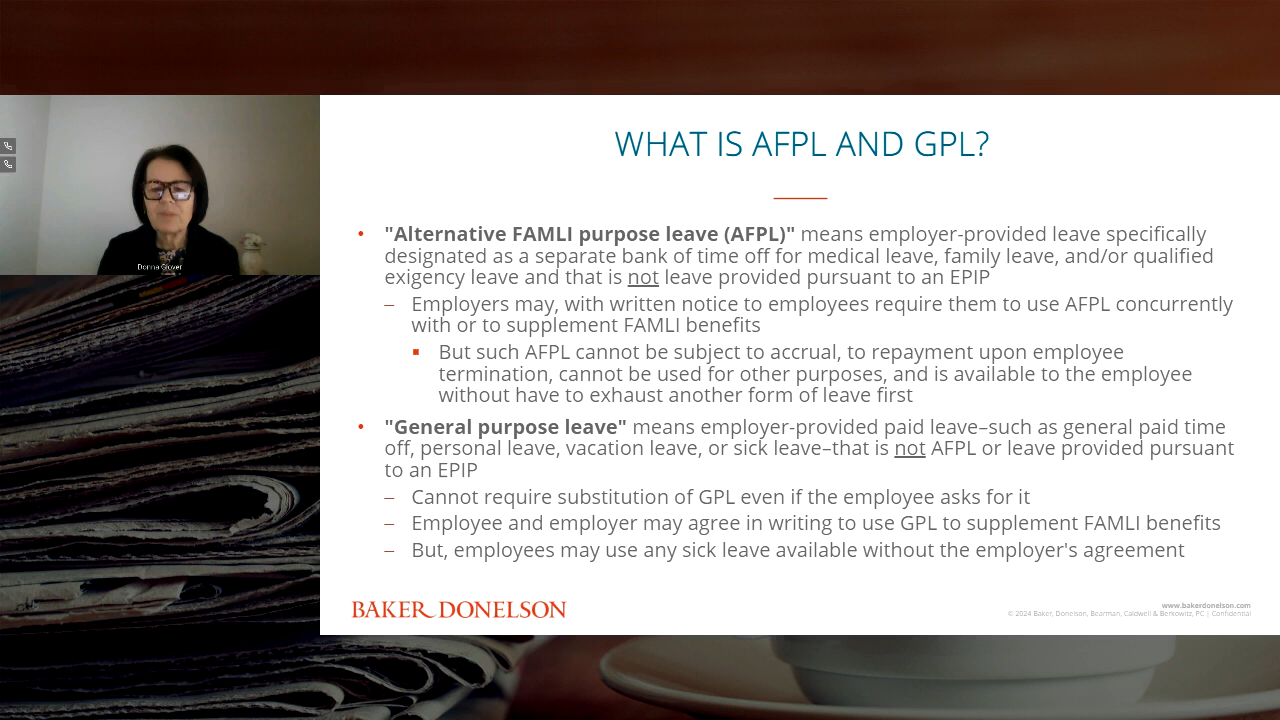 WHAT IS AFPL AND GPL?
• "Alternative FAMLI purpose leave (AFPL)" means employer-provided leave specifically
designated as a separate bank of time off for medical leave, family leave, and/or qualified
exigency leave and that is not leave provided pursuant to an EPIP
– Employers may, with written notice to employees require them to use AFPL concurrently
with or to supplement FAMLI benefits
▪ But such AFPL cannot be subject to accrual, to repayment upon employee
termination, cannot be used for other purposes, and is available to the employee
without have to exhaust another form of leave first
• "General purpose leave" means employer-provided paid leave–such as general paid time
off, personal leave, vacation leave, or sick leave–that is not AFPL or leave provided pursuant
to an EPIP
– Cannot require substitution of GPL even if the employee asks for it
– Employee and employer may agree in writing to use GPL to supplement FAMLI benefits
– But, employees may use any sick leave available without the employer's agreement
Donna Glover
BAKER DONELSON
www.bakerdonelson.com
© 2024 Baker, Donelson, Bearman, Caldwell & Berkowitz, PC | Confidential